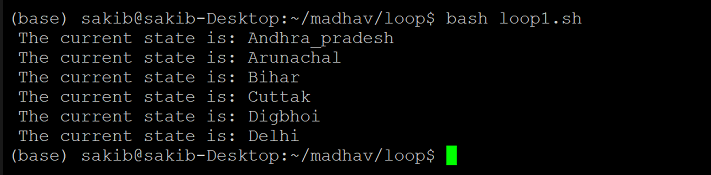 (base) sakib@sakib-Desktop:~/madhav/loop$ bash loop1.sh
The current state is: Andhra_pradesh
The current state is: Arunachal
The current state is: Bihar
The current state is: Cuttak
The current state is: Digbhoi
The current state is: Delhi
(base) sakib@sakib-Desktop:~/madhav/loop$